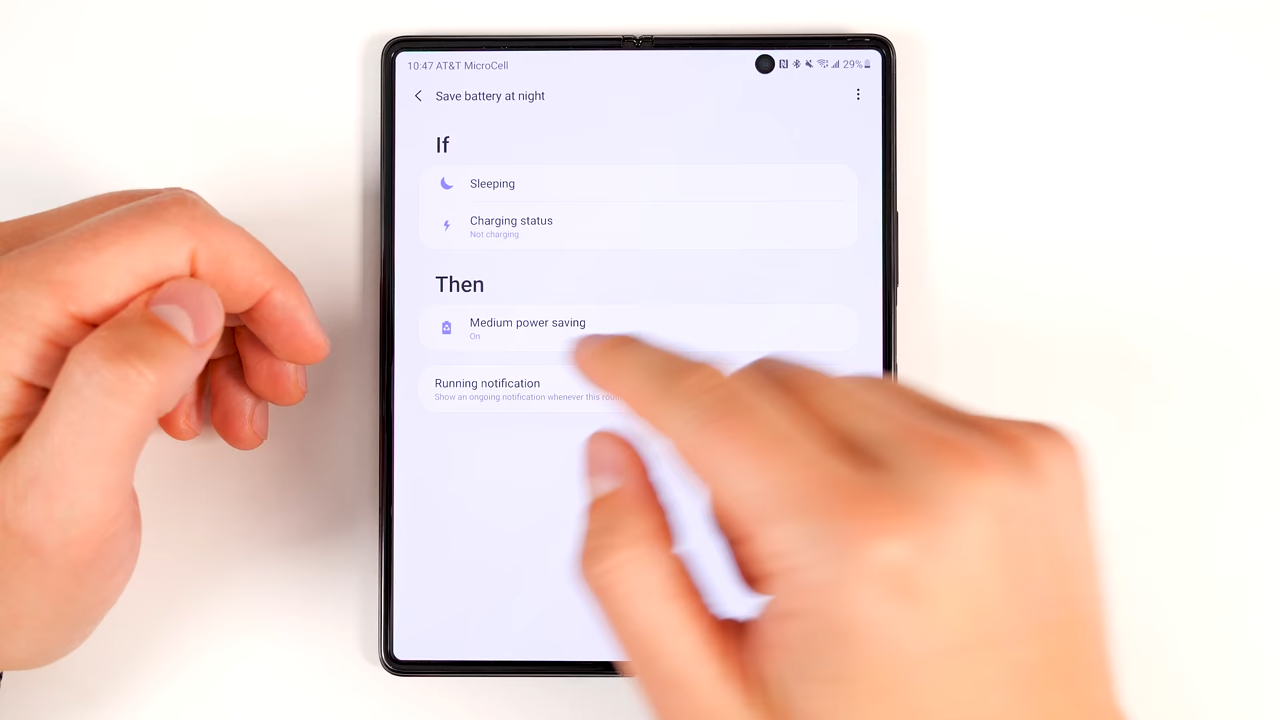 10:47 AT&T MicroCell 29%
Save battery at night
If
Sleeping
Charging status
Not charging
Then
Medium power saving
On
Running notification
Show an ongoing notification whenever this